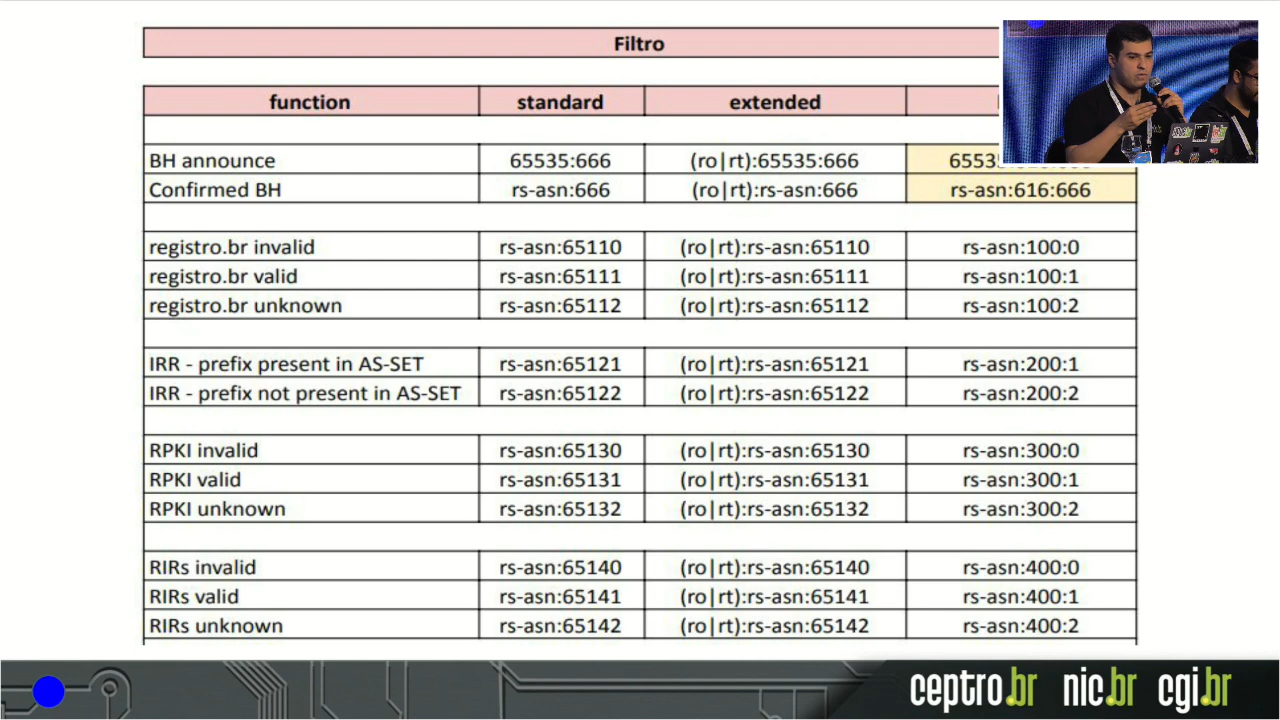 Filtro
function standard extended
BH announce 65535:666 (ro|rt):65535:666
Confirmed BH rs-asn:666 (ro|rt):rs-asn:666 rs-asn:616:666
registro.br invalid rs-asn:65110 (ro|rt):rs-asn:65110 rs-asn:100:0
registro.br valid rs-asn:65111 (ro|rt):rs-asn:65111 rs-asn:100:1
registro.br unknown rs-asn:65112 (ro|rt):rs-asn:65112 rs-asn:100:2
IRR - prefix present in AS-SET rs-asn:65121 (ro|rt):rs-asn:65121 rs-asn:200:1
IRR - prefix not present in AS-SET rs-asn:65122 (ro|rt):rs-asn:65122 rs-asn:200:2
RPKI invalid rs-asn:65130 (ro|rt):rs-asn:65130 rs-asn:300:0
RPKI valid rs-asn:65131 (ro|rt):rs-asn:65131 rs-asn:300:1
RPKI unknown rs-asn:65132 (ro|rt):rs-asn:65132 rs-asn:300:2
RIRs invalid rs-asn:65140 (ro|rt):rs-asn:65140 rs-asn:400:0
RIRs valid rs-asn:65141 (ro|rt):rs-asn:65141 rs-asn:400:1
RIRs unknown rs-asn:65142 (ro|rt):rs-asn:65142 rs-asn:400:2
ceptro.br nic.br cgi.br